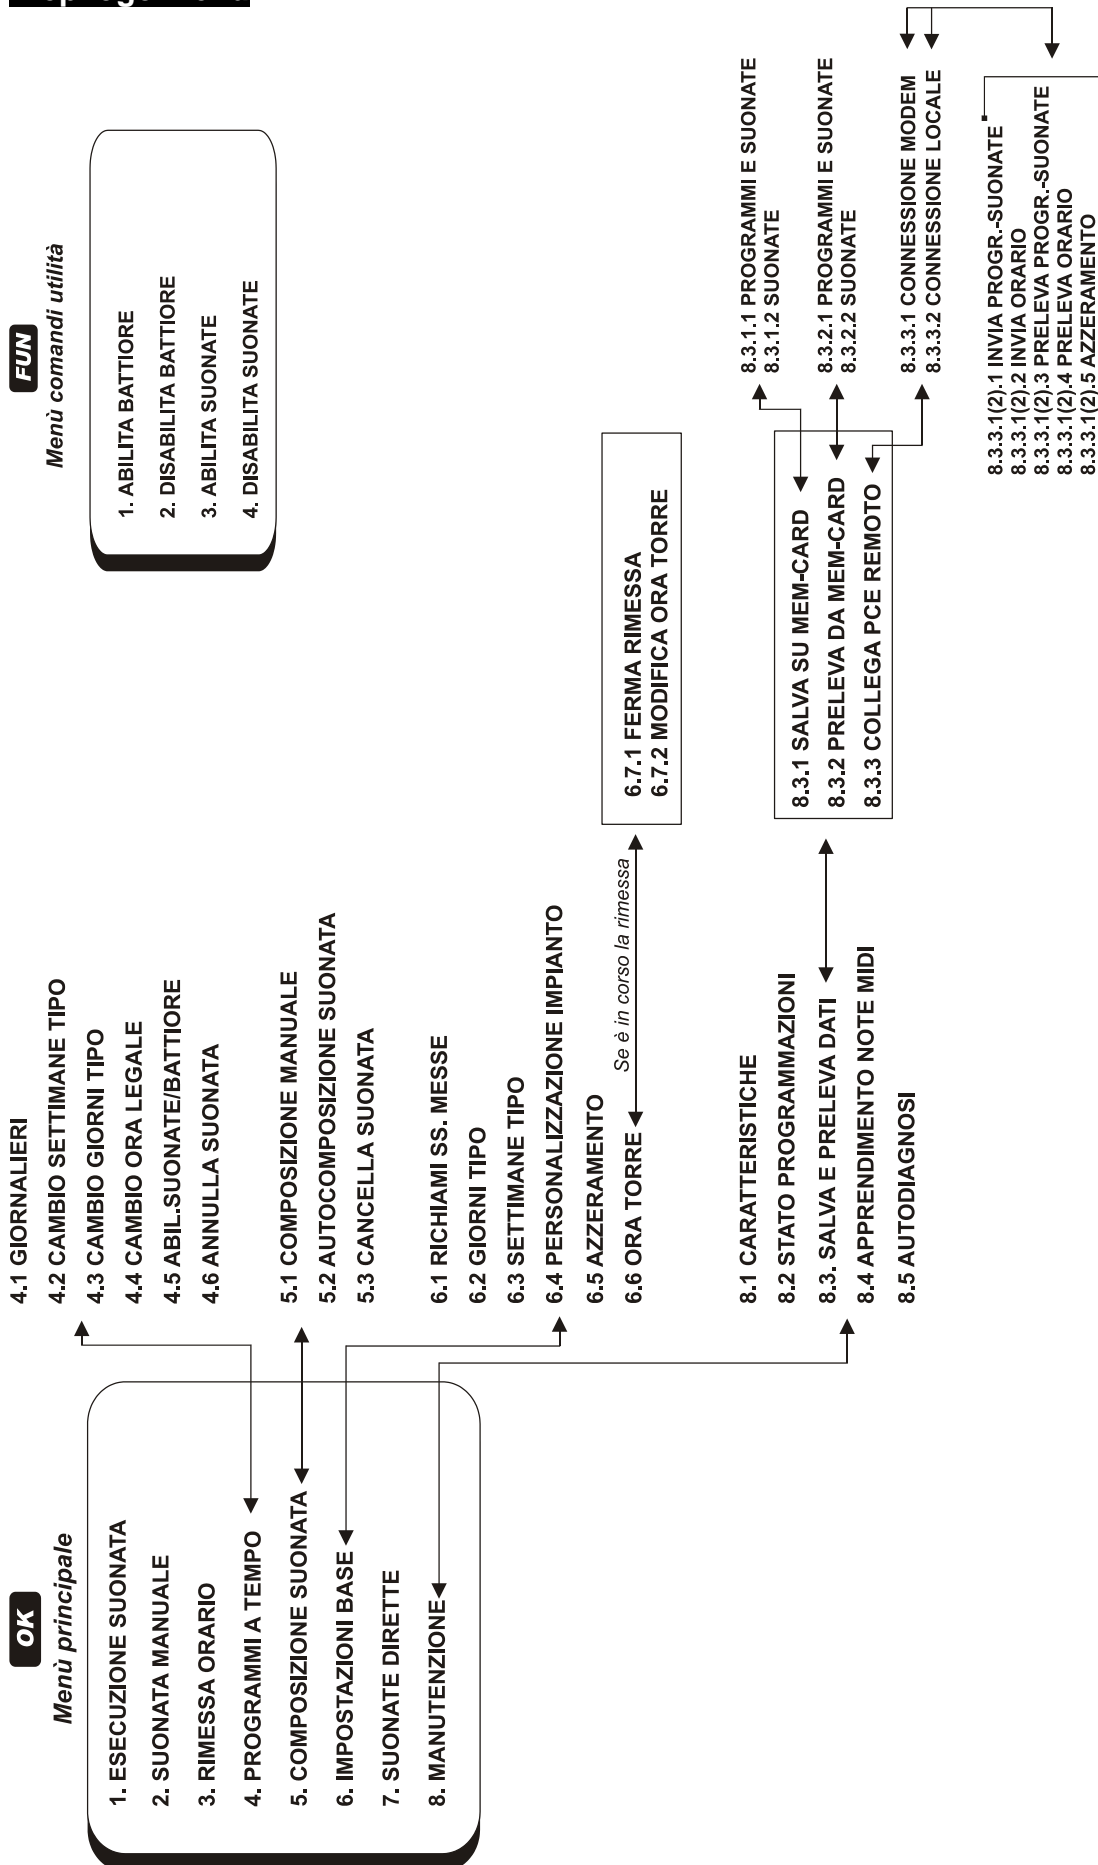 OK
Menù principale
1. ESECUZIONE SUONATA
2. SUONATA MANUALE
3. RIMESSA ORARIO
4. PROGRAMMI A TEMPO
5. COMPOSIZIONE SUONATA
6. IMPOSTAZIONI BASE
7. SUONATE DIRETTE
8. MANUTENZIONE
4.1 GIORNALIERI
4.2 CAMBIO SETTIMANE TIPO
4.3 CAMBIO GIORNI TIPO
4.4 CAMBIO ORA LEGALE
4.5 ABIL.SUONATE/BATTIORE
4.6 ANNULLA SUONATA
5.1 COMPOSIZIONE MANUALE
5.2 AUTOCOMPOSIZIONE SUONATA
5.3 CANCELLA SUONATA
6.1 RICHIAMI SS. MESSE
6.2 GIORNI TIPO
6.3 SETTIMANE TIPO
6.4 PERSONALIZZAZIONE IMPIANTO
6.5 AZZERAMENTO
6.6 ORA TORRE
Se è in corso la rimessa
6.7.1 FERMA RIMESSA
6.7.2 MODIFICA ORA TORRE
8.1 CARATTERISTICHE
8.2 STATO PROGRAMMAZIONI
8.3. SALVA E PRELEVA DATI
8.4 APPRENDIMENTO NOTE MIDI
8.5 AUTODIAGNOSI
8.3.1 SALVA SU MEM-CARD
8.3.2 PRELEVA DA MEM-CARD
8.3.3 COLLEGA PCE REMOTO
8.3.1.1 PROGRAMMI E SUONATE
8.3.1.2 SUONATE
8.3.2.1 PROGRAMMI E SUONATE
8.3.2.2 SUONATE
8.3.3.1 CONNESSIONE MODEM
8.3.3.2 CONNESSIONE LOCALE
8.3.3.1(2).1 INVIA PROGR.-SUONATE
8.3.3.1(2).2 INVIA ORARIO
8.3.3.1(2).3 PRELEVA PROGR.-SUONATE
8.3.3.1(2).4 PRELEVA ORARIO
8.3.3.1(2).5 AZZERAMENTO
FUN
Menù comandi utilità
1. ABILITA BATTIORE
2. DISABILITA BATTIORE
3. ABILITA SUONATE
4. DISABILITA SUONATE